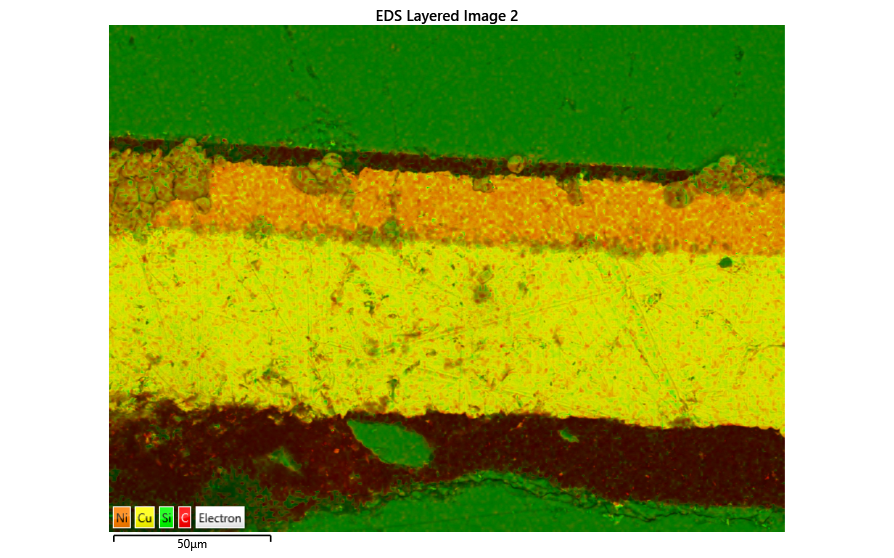 EDS Layered Image 2
Ni Cu Si C Electron
50µm